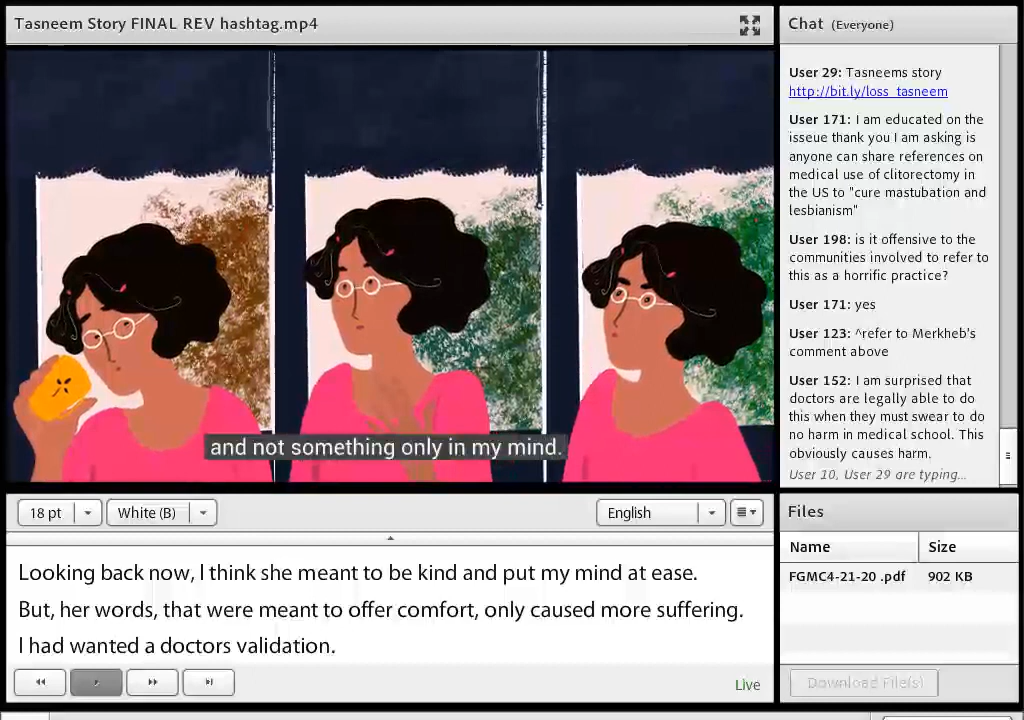 Tasneem Story FINAL REV hashtag.mp4
and not something only in my mind.
18 pt
White (B)
English
Looking back now, I think she meant to be kind and put my mind at ease.
But, her words, that were meant to offer comfort, only caused more suffering.
I had wanted a doctors validation.
Live
Chat (Everyone)
User 29: Tasneems story
http://bit.ly/loss_tasneem
User 171: I am educated on the
isseue thank you I am asking is
anyone can share references on
medical use of clitorectomy in
the US to "cure mastubation and
lesbianism"
User 198: is it offensive to the
communities involved to refer to
this as a horrific practice?
User 171: yes
User 123: ^refer to Merkheb's
comment above
User 152: I am surprised that
doctors are legally able to do
this when they must swear to do
no harm in medical school. This
obviously causes harm.
User 10, User 29 are typing...
Files
Name Size
FGMC4-21-20 .pdf 902 KB
Download File(s)